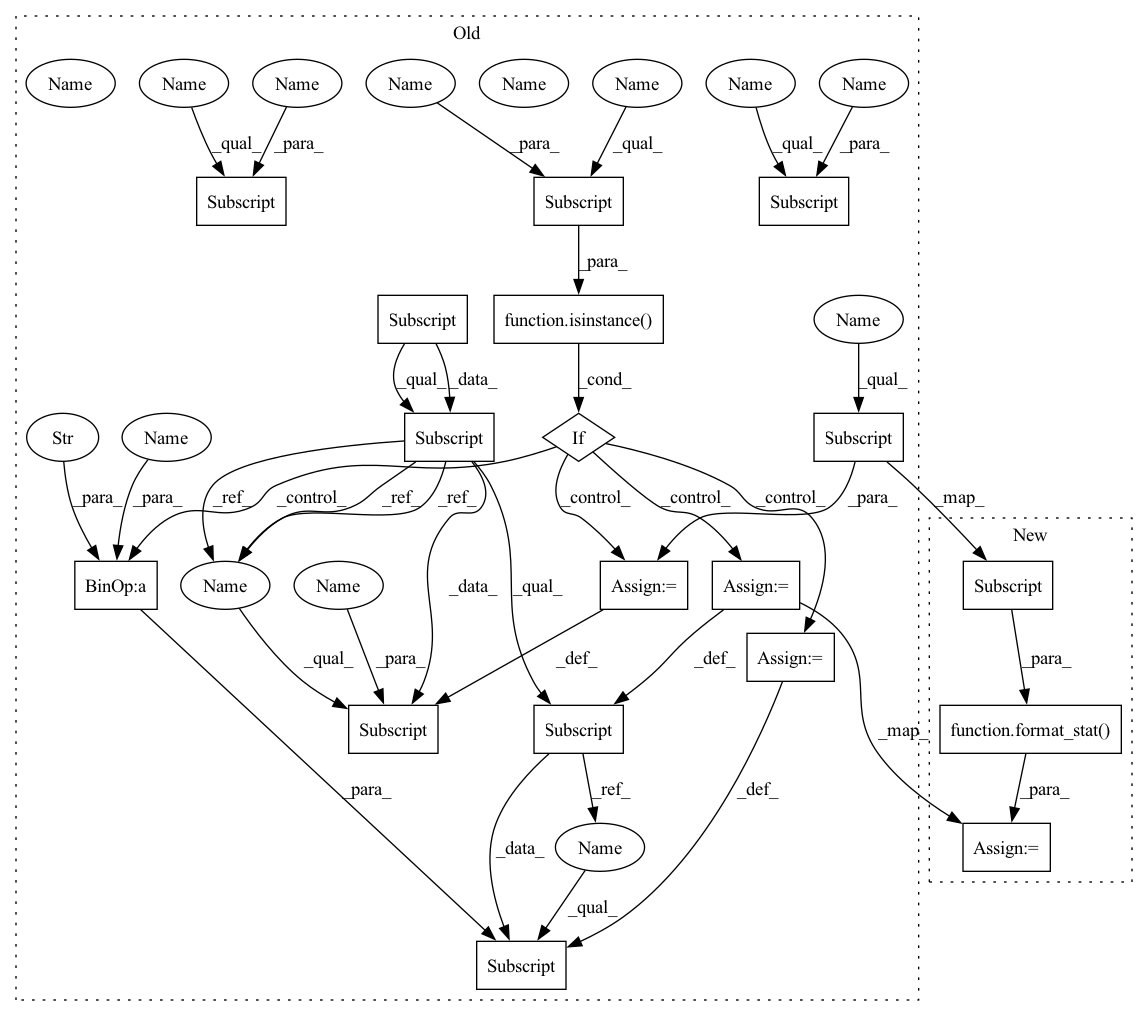 Old
Name Name Name Name Name Name Name Name
_qual_ _para_ _para_ _qual_ _qual_ _para_
Subscript Subscript Subscript
_para_
Subscript function.isinstance() Name
_qual_ _data_ _cond_ _qual_
Str Name Subscript If Subscript
_para_ _para_ _ref_ _control_ _ref_ _ref_ _control_ _control_ _control_ _para_ _map_
New
BinOp:a Name Name _data_ _qual_ Assign:= Assign:= Subscript
Assign:=
_qual_ _para_ _def_ _def_ _para_
Subscript Subscript _map_ function.format_stat()
_para_ _ref_ _def_ _para_
_data_ Name Assign:=
_qual_
Subscript